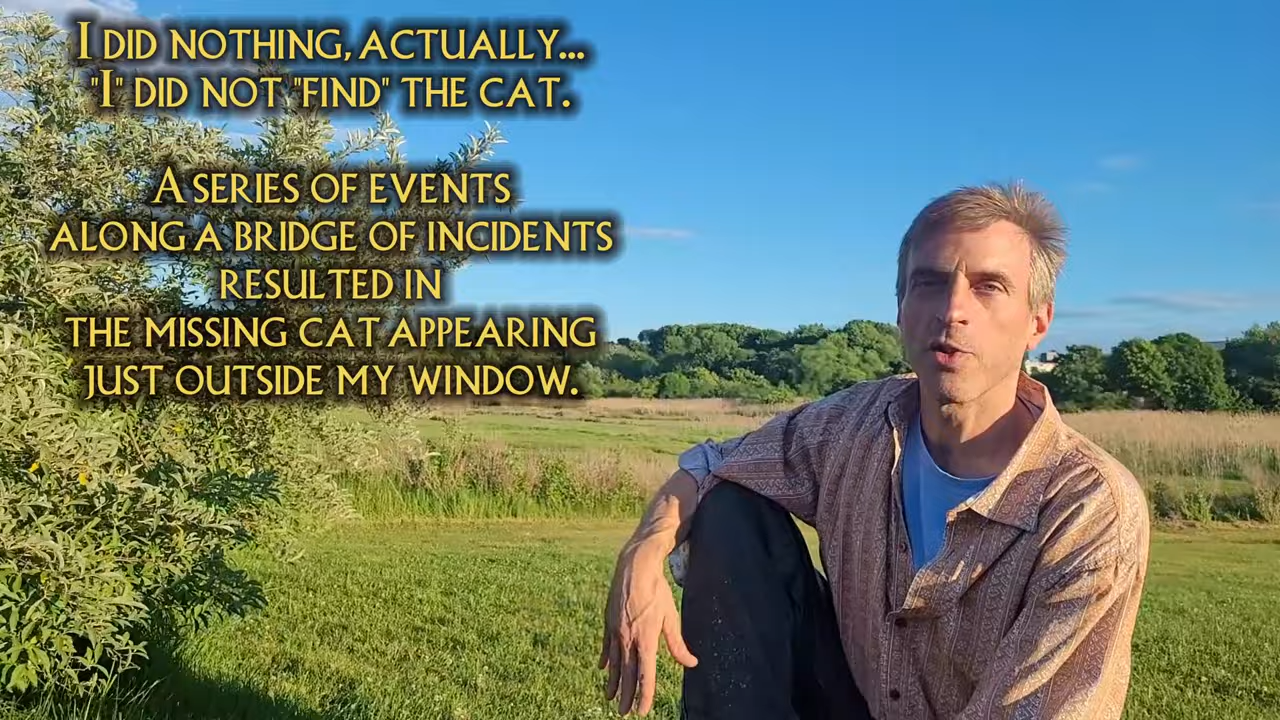 I DID NOTHING, ACTUALLY...
"I" DID NOT "FIND" THE CAT.
A SERIES OF EVENTS
ALONG A BRIDGE OF INCIDENTS
RESULTED IN
THE MISSING CAT APPEARING
JUST OUTSIDE MY WINDOW.